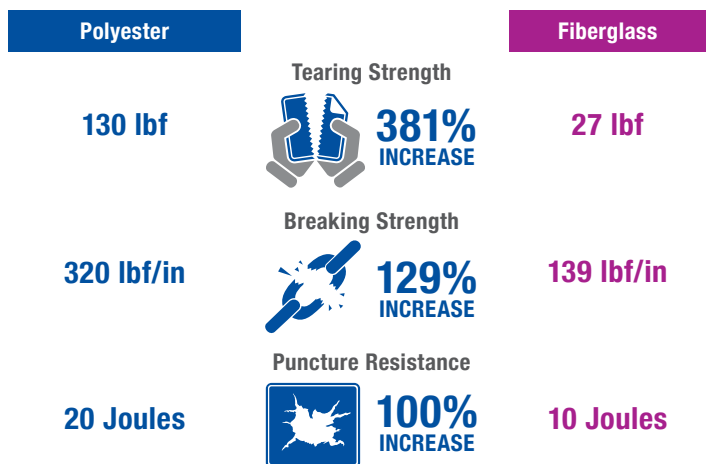 Polyester
Fiberglass
Tearing Strength
130 lbf
381%
INCREASE
27 lbf
Breaking Strength
320 lbf/in
129%
INCREASE
139 lbf/in
Puncture Resistance
20 Joules
100%
INCREASE
10 Joules